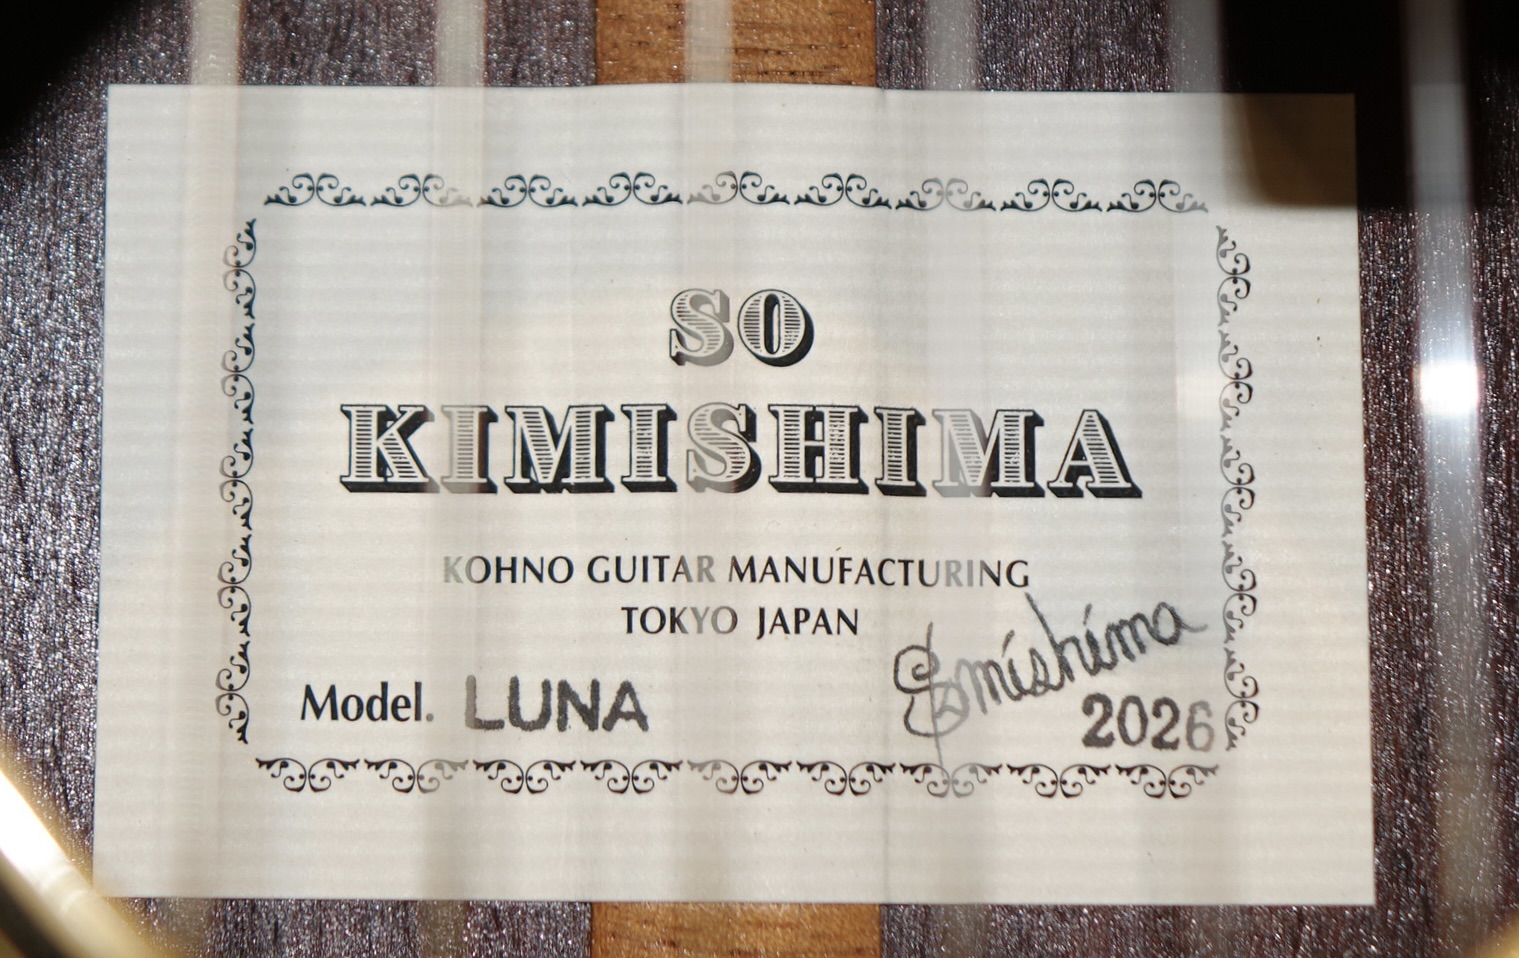 SO
KIMISHIMA
KOHNO GUITAR MANUFACTURING
TOKYO JAPAN
Model. LUNA
Kimishima
2026